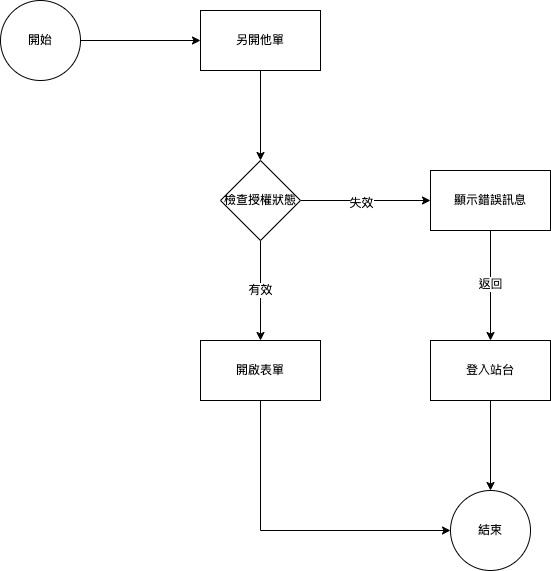 開始
另開他單
檢查授權狀態
失效
顯示錯誤訊息
有效
返回
開啟表單
登入站台
結束